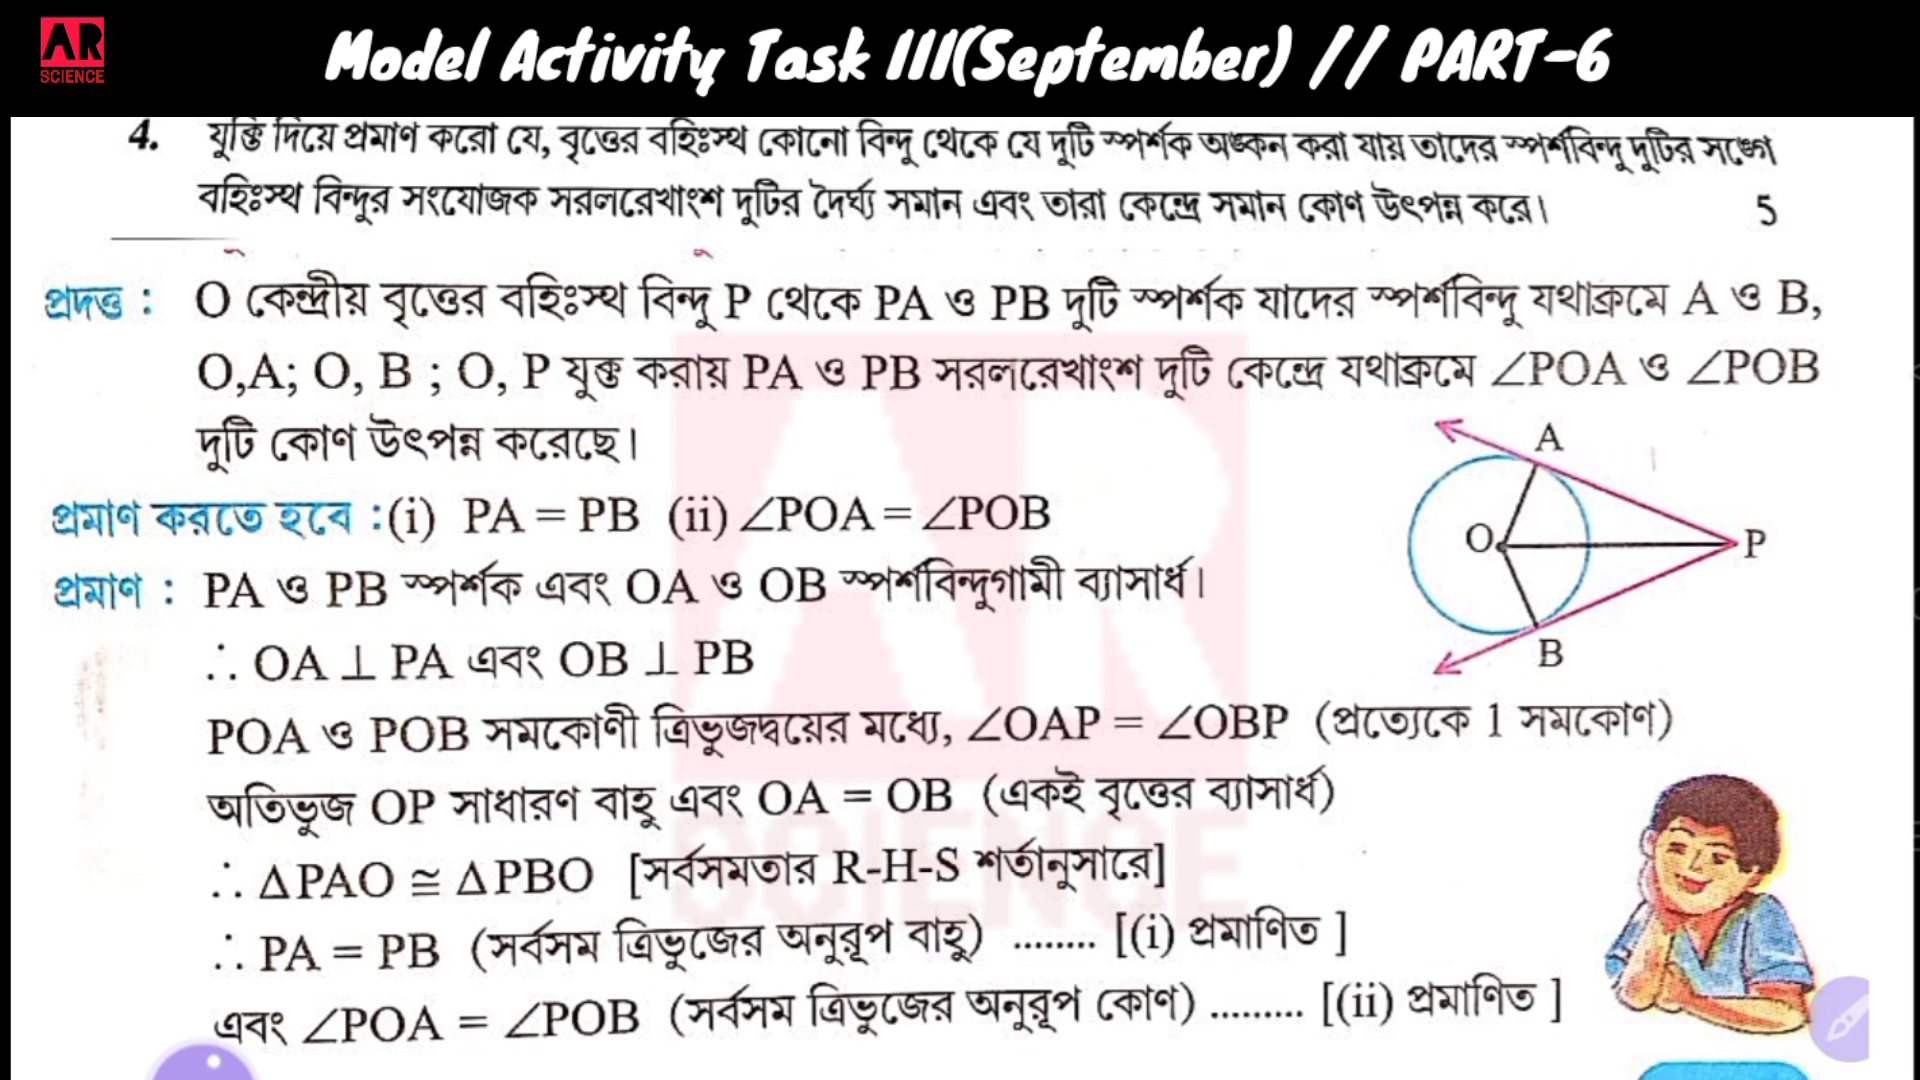 AR
SCIENCE
Model Activity Task III(September) // PART-6
4. যুক্তি দিয়ে প্রমাণ করো যে, বৃত্তের বহিঃস্থ কোনো বিন্দু থেকে যে দুটি স্পর্শক অঙ্কন করা যায় তাদের স্পর্শবিন্দু দুটির সঙ্গে
বহিঃস্থ বিন্দুর সংযোজক সরলরেখাংশ দুটির দৈর্ঘ্য সমান এবং তারা কেন্দ্রে সমান কোণ উৎপন্ন করে। 5
প্রদত্ত : O কেন্দ্রীয় বৃত্তের বহিঃস্থ বিন্দু P থেকে PA ও PB দুটি স্পর্শক যাদের স্পর্শবিন্দু যথাক্রমে A ও B,
O,A; O, B ; O, P যুক্ত করায় PA ও PB সরলরেখাংশ দুটি কেন্দ্রে যথাক্রমে ∠POA ও ∠POB
দুটি কোণ উৎপন্ন করেছে।
প্রমাণ করতে হবে : (i) PA = PB (ii) ∠POA = ∠POB
প্রমাণ : PA ও PB স্পর্শক এবং OA ও OB স্পর্শবিন্দুগামী ব্যাসার্ধ।
∴ OA ⊥ PA এবং OB ⊥ PB
POA ও POB সমকোণী ত্রিভুজদ্বয়ের মধ্যে, ∠OAP = ∠OBP (প্রত্যেকে 1 সমকোণ)
অতিভুজ OP সাধারণ বাহু এবং OA = OB (একই বৃত্তের ব্যাসার্ধ)
∴ ΔPAO ≅ ΔPBO [সর্বসমতার R-H-S শর্তানুসারে]
∴ PA = PB (সর্বসম ত্রিভুজের অনুরূপ বাহু) ........ [(i) প্রমাণিত ]
এবং ∠POA = ∠POB (সর্বসম ত্রিভুজের অনুরূপ কোণ) ......... [(ii) প্রমাণিত ]
A
O
P
B
AR
SCIENCE